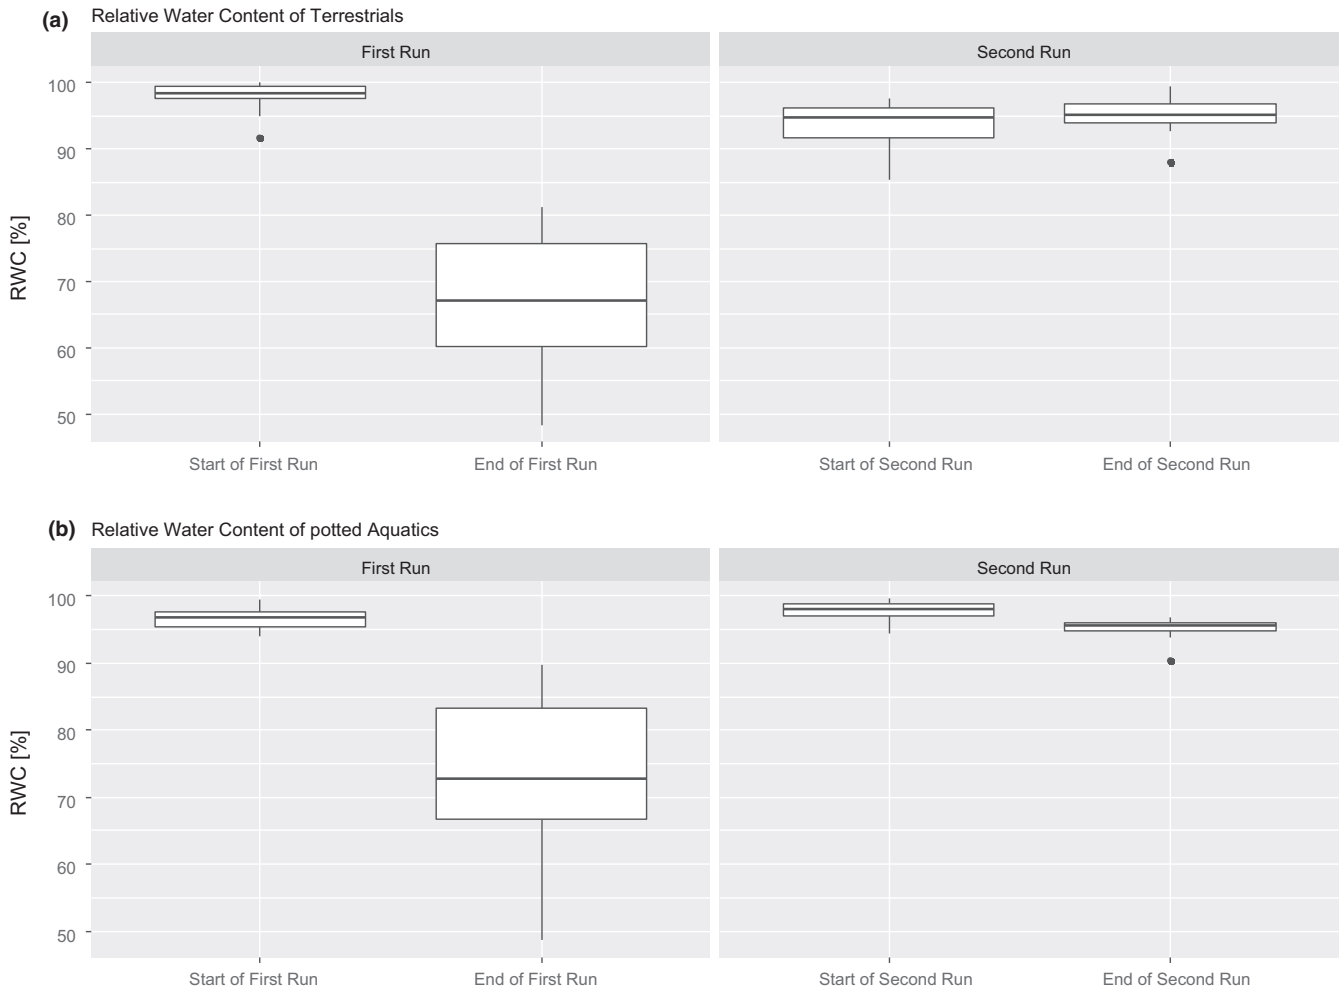 (a) Relative Water Content of Terrestrials
First Run
Second Run
RWC [%]
100
90
80
70
60
50
Start of First Run
End of First Run
Start of Second Run
End of Second Run
(b) Relative Water Content of potted Aquatics
First Run
Second Run
RWC [%]
100
90
80
70
60
50
Start of First Run
End of First Run
Start of Second Run
End of Second Run